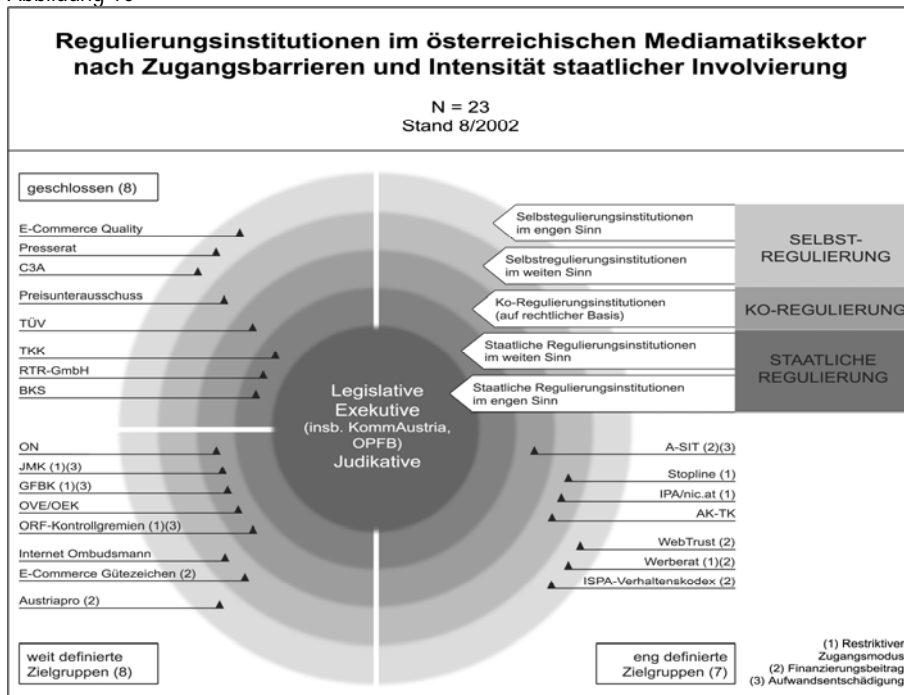 Regulierungsinstitutionen im österreichischen Mediamatiksektor
nach Zugangsbarrieren und Intensität staatlicher Involvierung
N = 23
Stand 8/2002
geschlossen (8)
E-Commerce Quality
Presserat
C3A
Preisunterausschuss
TÜV
TKK
RTR-GmbH
BKS
Selbstegulierungsinstitutionen
im engen Sinn
Selbstregulierungsinstitutionen
im weiten Sinn
Ko-Regulierungsinstitutionen
(auf rechtlicher Basis)
Staatliche Regulierungsinstitutionen
im weiten Sinn
Staatliche Regulierungsinstitutionen
im engen Sinn
SELBST-
REGULIERUNG
KO-REGULIERUNG
STAATLICHE
REGULIERUNG
Legislative
Exekutive
(insb. KommAustria,
OPFB)
Judikative
ON
JMK (1)(3)
GFBK (1)(3)
OVE/OEK
ORF-Kontrollgremien (1)(3)
Internet Ombudsmann
E-Commerce Gütezeichen (2)
Austriapro (2)
A-SIT (2)(3)
Stopline (1)
IPA/nic.at (1)
AK-TK
WebTrust (2)
Werberat (1)(2)
ISPA-Verhaltenskodex (2)
weit definierte
Zielgruppen (8)
eng definierte
Zielgruppen (7)
(1) Restriktiver
Zugangsmodus
(2) Finanzierungsbeitrag
(3) Aufwandsentschädigung